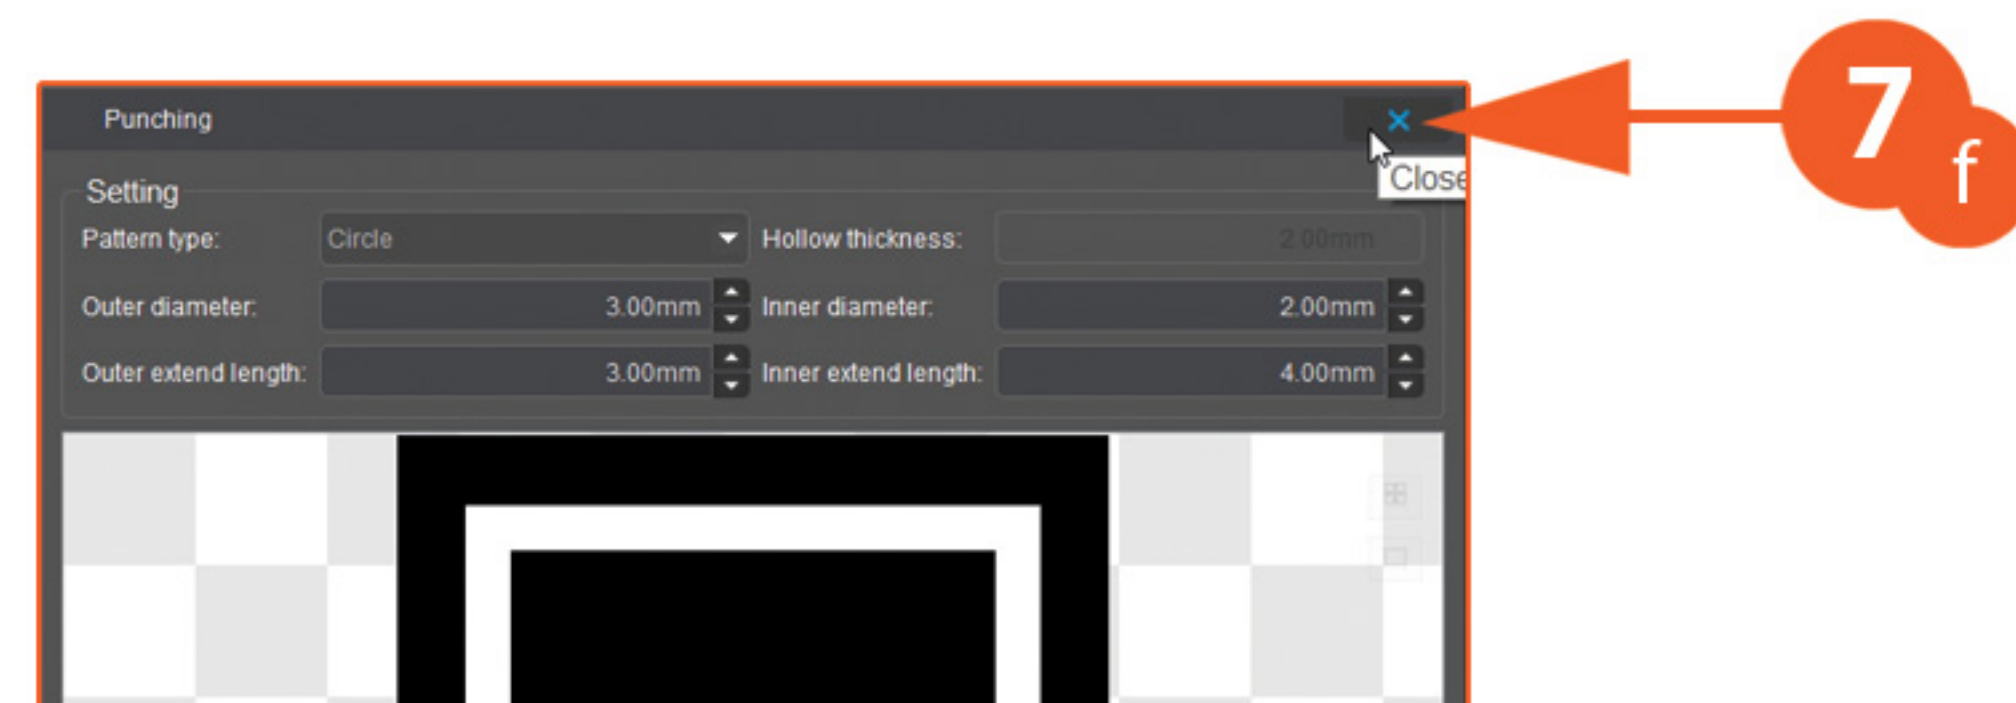 7
f
Punching
Close
Setting
Pattern type: Circle Hollow thickness: 2.00mm
Outer diameter: 3.00mm Inner diameter: 2.00mm
Outer extend length: 3.00mm Inner extend length: 4.00mm